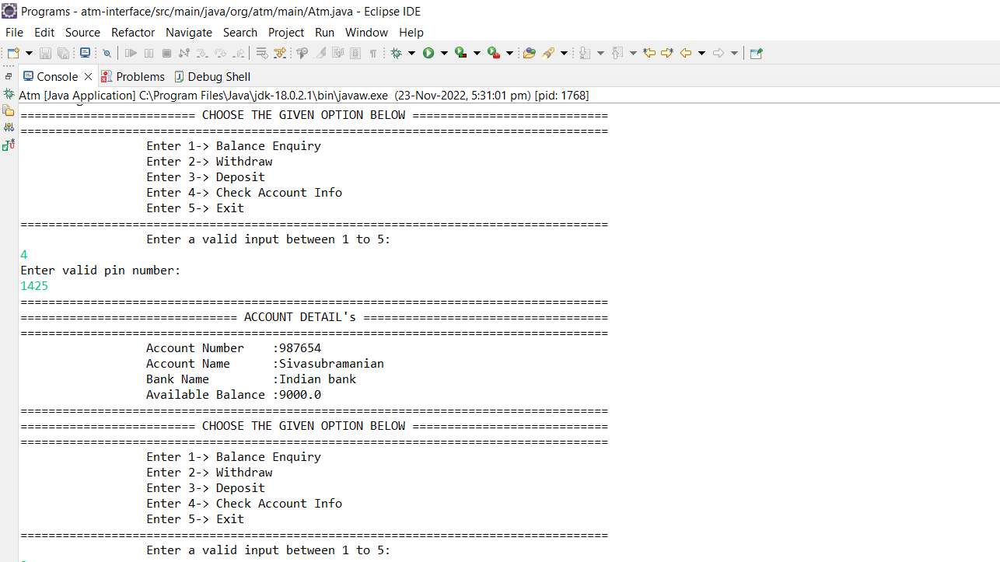 Programs - atm-interface/src/main/java/org/atm/main/Atm.java - Eclipse IDE
File Edit Source Refactor Navigate Search Project Run Window Help
Console Problems Debug Shell
Atm [Java Application] C:\Program Files\Java\jdk-18.0.2.1\bin\javaw.exe (23-Nov-2022, 5:31:01 pm) [pid: 1768]
========================= CHOOSE THE GIVEN OPTION BELOW ============================
====================================================================================
Enter 1-> Balance Enquiry
Enter 2-> Withdraw
Enter 3-> Deposit
Enter 4-> Check Account Info
Enter 5-> Exit
====================================================================================
Enter a valid input between 1 to 5:
4
Enter valid pin number:
1425
====================================================================================
=============================== ACCOUNT DETAIL's ===================================
====================================================================================
Account Number    :987654
Account Name      :Sivasubramanian
Bank Name         :Indian bank
Available Balance :9000.0
====================================================================================
========================= CHOOSE THE GIVEN OPTION BELOW ============================
====================================================================================
Enter 1-> Balance Enquiry
Enter 2-> Withdraw
Enter 3-> Deposit
Enter 4-> Check Account Info
Enter 5-> Exit
====================================================================================
Enter a valid input between 1 to 5: